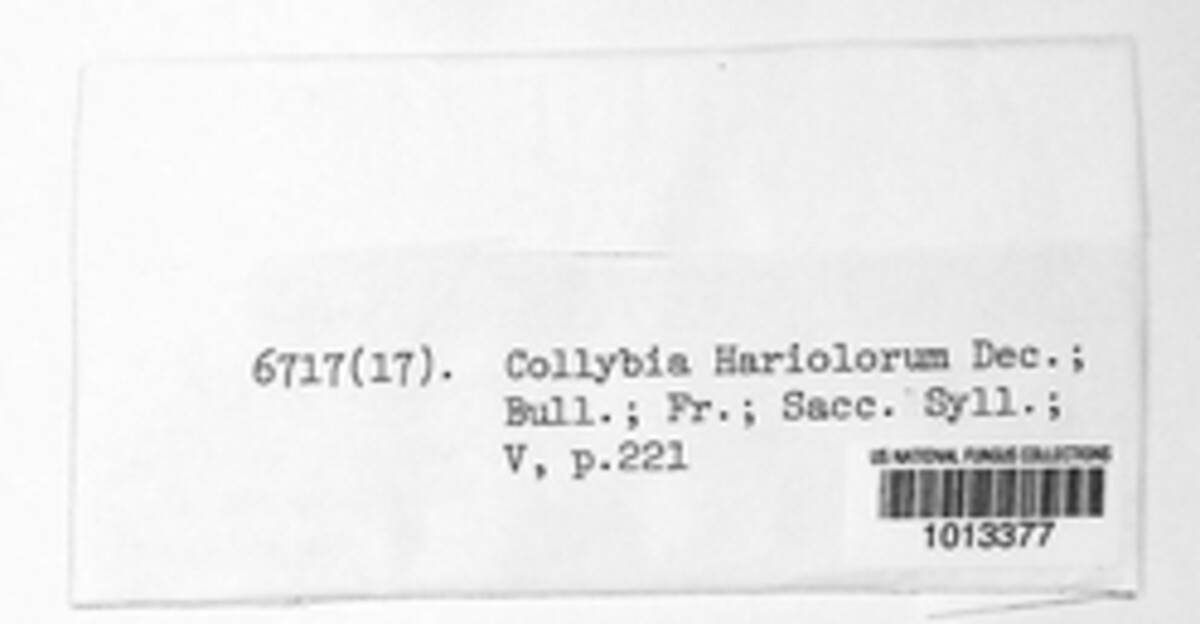 6717(17). Collybia Hariolorum Dec.;
Bull.; Fr.; Sacc. Syll.;
V, p.221
US NATIONAL FUNGUS COLLECTIONS
1013377